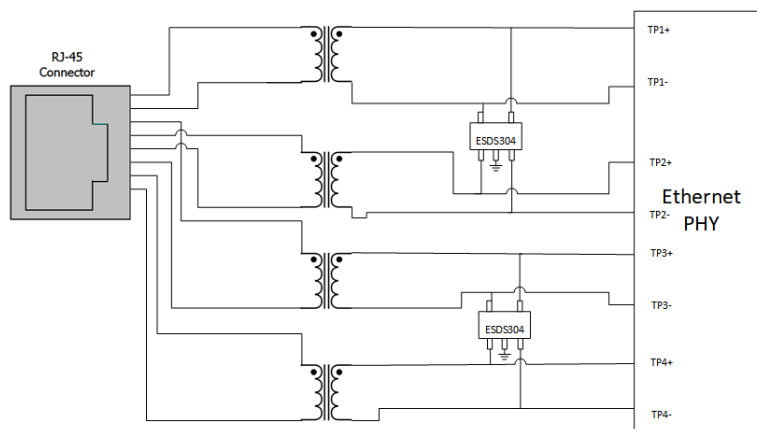 RJ-45
Connector
TP1+
TP1-
ESDS304
TP2+
Ethernet
PHY
TP2-
TP3+
TP3-
ESDS304
TP4+
TP4-